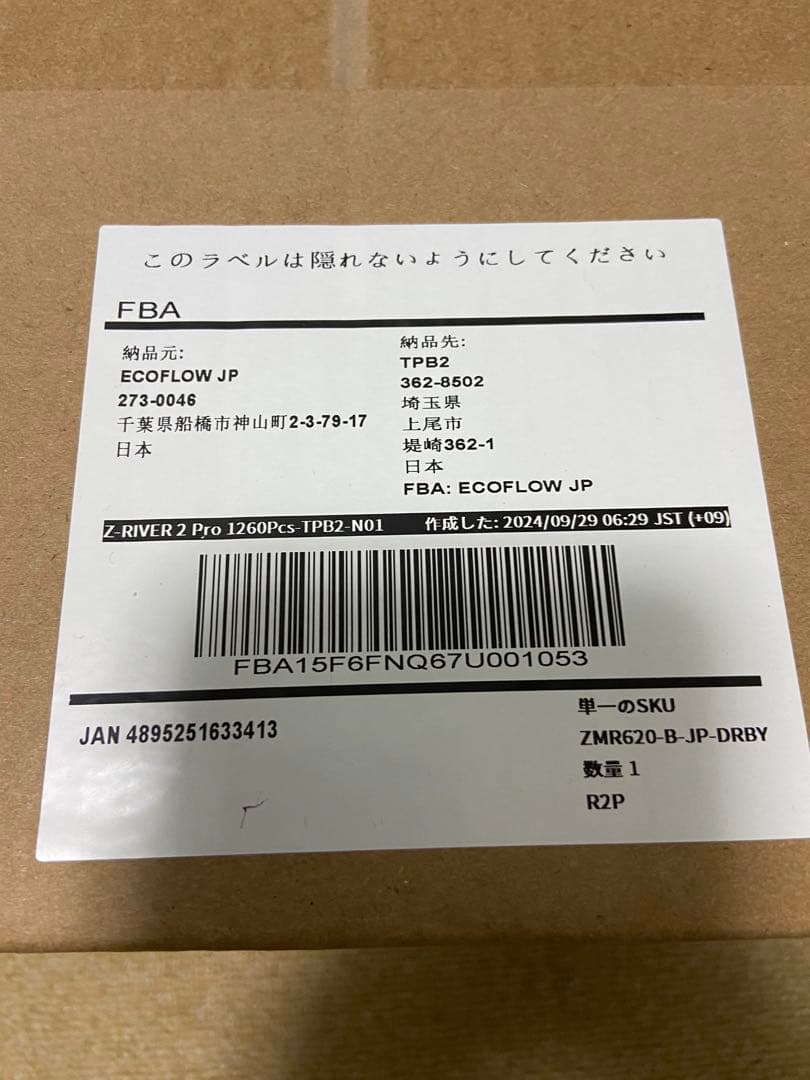 このラベルは隠れないようにしてください
FBA
納品元:
ECOFLOW JP
273-0046
千葉県船橋市神山町2-3-79-17
日本
納品先:
TPB2
362-8502
埼玉県
上尾市
堤崎362-1
日本
FBA: ECOFLOW JP
Z-RIVER 2 Pro 1260Pcs-TPB2-N01 作成した: 2024/09/29 06:29 JST (+09)
FBA15F6FNQ67U001053
JAN 4895251633413
単一のSKU
ZMR620-B-JP-DRBY
数量 1
R2P